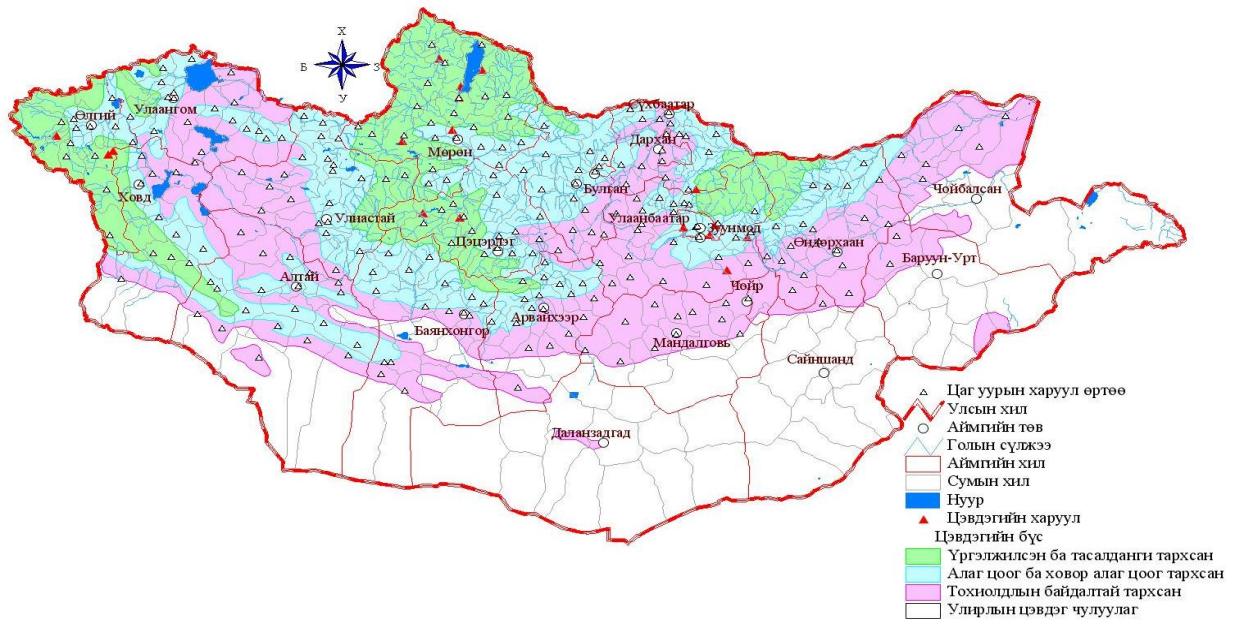 Х
Б
З
У
Өлгий
Улаангом
Сүхбаатар
Дархан
Мөрөн
Ховд
Булган
Чойбалсан
Улиастай
Улаанбаатар
Зуунмод
Цэцэрлэг
Өндөрхаан
Баруун-Урт
Алтай
Чойр
Арвайхээр
Баянхонгор
Мандалговь
Сайншанд
Даланзадгад
Цаг уурын харуул өртөө
Улсын хил
Аймгийн төв
Голын сүлжээ
Аймгийн хил
Сумын хил
Нуур
Цэвдэгийн харуул
Цэвдэгийн бүс
Үргэлжилсэн ба тасалданги тархсан
Алаг цоог ба ховор алаг цоог тархсан
Тохиолдлын байдалтай тархсан
Улирлын цэвдэг чулуулаг